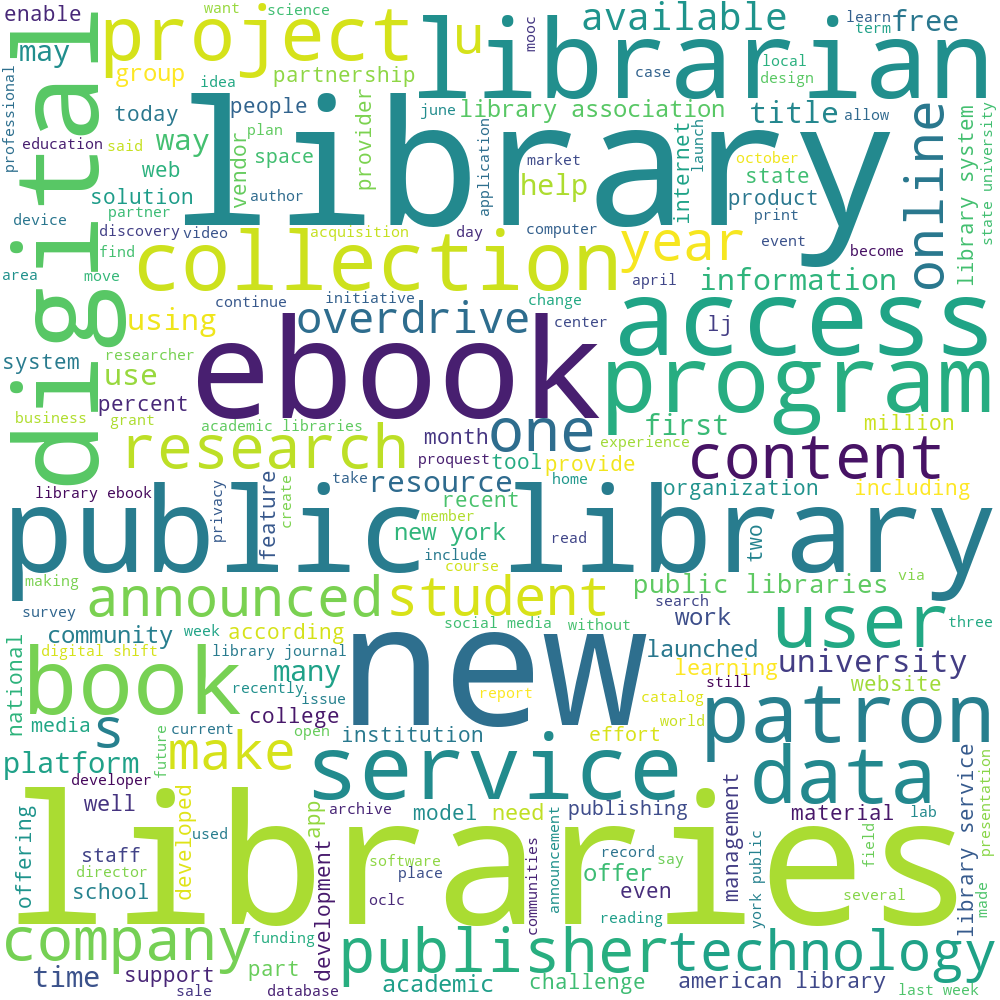 enable
want
science
project
u
librarian
mooc
available
learn
term
free
may
digital
group
idea
partnership
case
local
design
professional
today
people
provider
june
library association
title
allow
education
said
way
plan
vendor
space
application
internet
launch
october
state
library
online
library system
state university
web
solution
author
market
help
product
print
device
partner
discovery
video
acquisition
day
computer
event
become
find
collection
year
information
area
move
continue
initiative
change
april
access
using
overdrive
center
lj
system
researcher
ebook
program
use
percent
business
grant
academic libraries
research
month
one
experience
first
million
proquest
tool
provide
content
library ebook
privacy
feature
create
take
resource
home
organization
including
recent
member
new york
public library
include
read
two
making
course
announced
student
public libraries
via
survey
week
according
social media
without
search
work
user
three
national
community
digital shift
library journal
new
launched
learning
university
book
many
recently
issue
report
still
catalog
website
media
s
college
current
open
institution
effort
world
patron
platform
future
make
service
data
developer
well
developed
app
archive
model
need
publishing
management
material
lab
library service
presentation
offering
libraries
used
staff
director
school
software
place
oclc
communities
announcement
record
say
offer
even
york public
field
several
made
company
funding
development
reading
publisher
technology
time
support
part
sale
database
academic
challenge
american library
last week